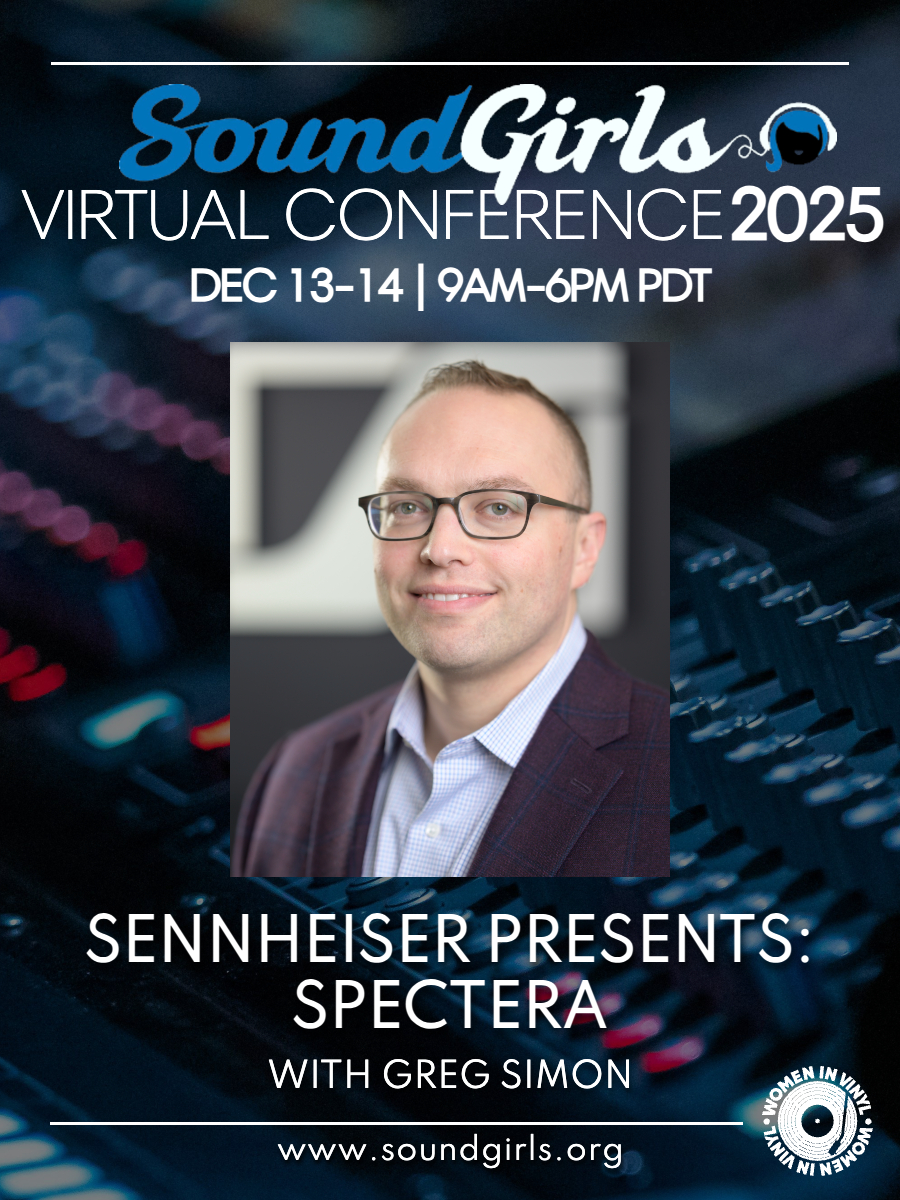 SoundGirls
VIRTUAL CONFERENCE 2025
DEC 13-14 | 9AM-6PM PDT
SENNHEISER PRESENTS:
SPECTERA
WITH GREG SIMON
www.soundgirls.org
•WOMEN IN VINYL•WOMEN IN VINYL